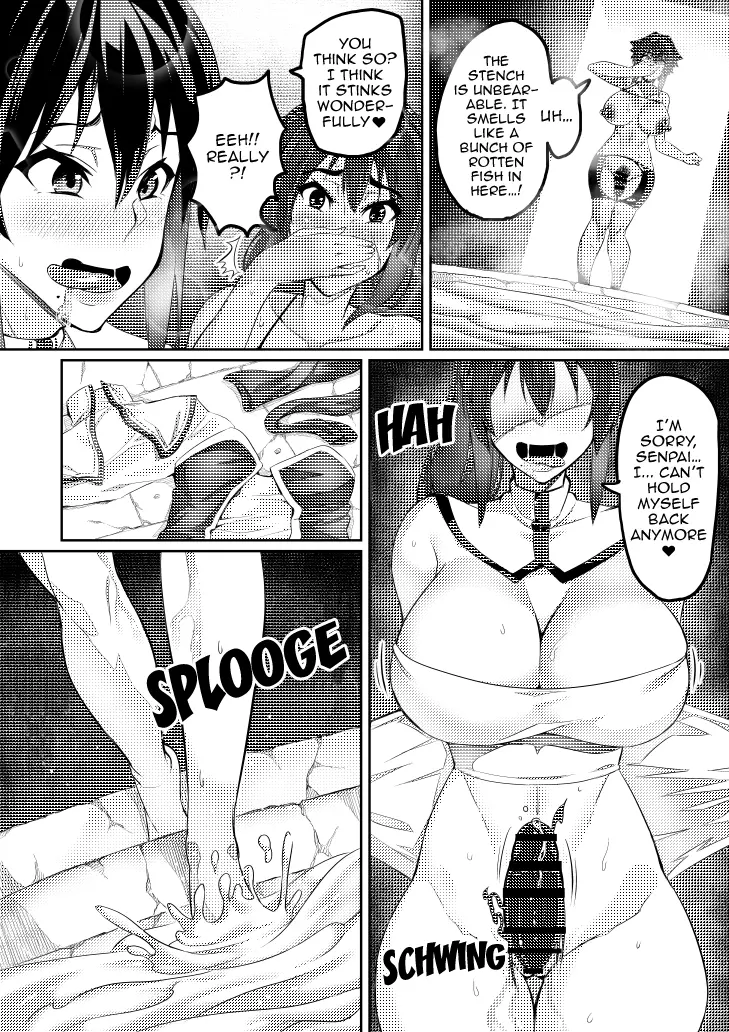 THE
STENCH
IS UNBEAR-
ABLE. IT
SMELLS
LIKE A
BUNCH OF
ROTTEN
FISH IN
HERE...!
UH...
YOU
THINK SO?
I THINK
IT STINKS
WONDER-
FULLY♥
EEH!!
REALLY
?!
I'M
SORRY,
SENPAI...
I... CAN'T
HOLD
MYSELF
BACK
ANYMORE
♥
HAH
SCHWING
SPLOOGE